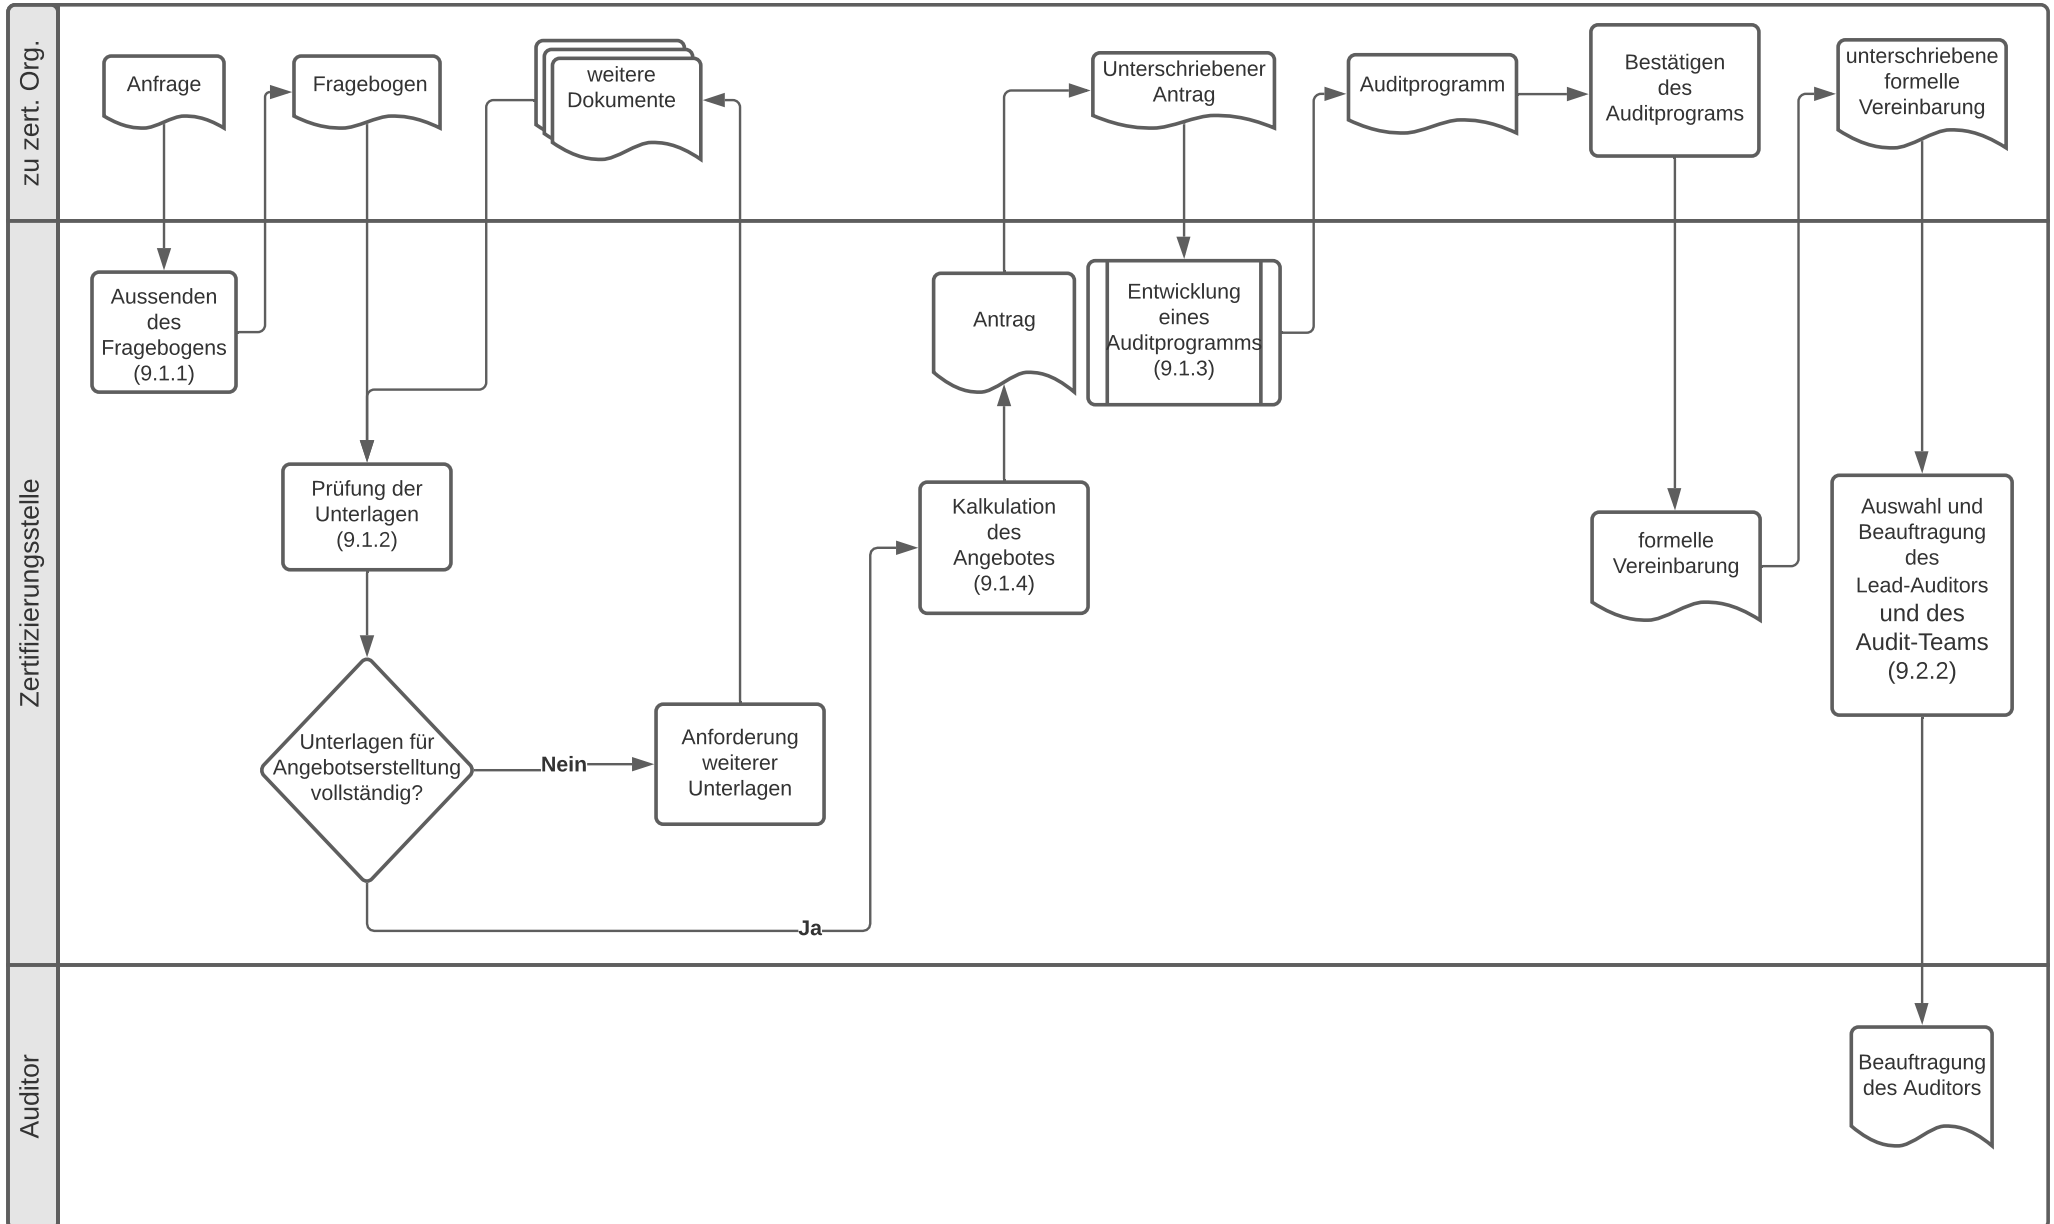 zu zert. Org.
Anfrage
Fragebogen
weitere
Dokumente
Unterschriebener
Antrag
Auditprogramm
Bestätigen
des
Auditprograms
unterschriebene
formelle
Vereinbarung
Zertifizierungsstelle
Aussenden
des
Fragebogens
(9.1.1)
Prüfung der
Unterlagen
(9.1.2)
Unterlagen für
Angebotserstelltung
vollständig?
Nein
Anforderung
weiterer
Unterlagen
Ja
Kalkulation
des
Angebotes
(9.1.4)
Antrag
Entwicklung
eines
Auditprogramms
(9.1.3)
formelle
Vereinbarung
Auswahl und
Beauftragung
des
Lead-Auditors
und des
Audit-Teams
(9.2.2)
Auditor
Beauftragung
des Auditors